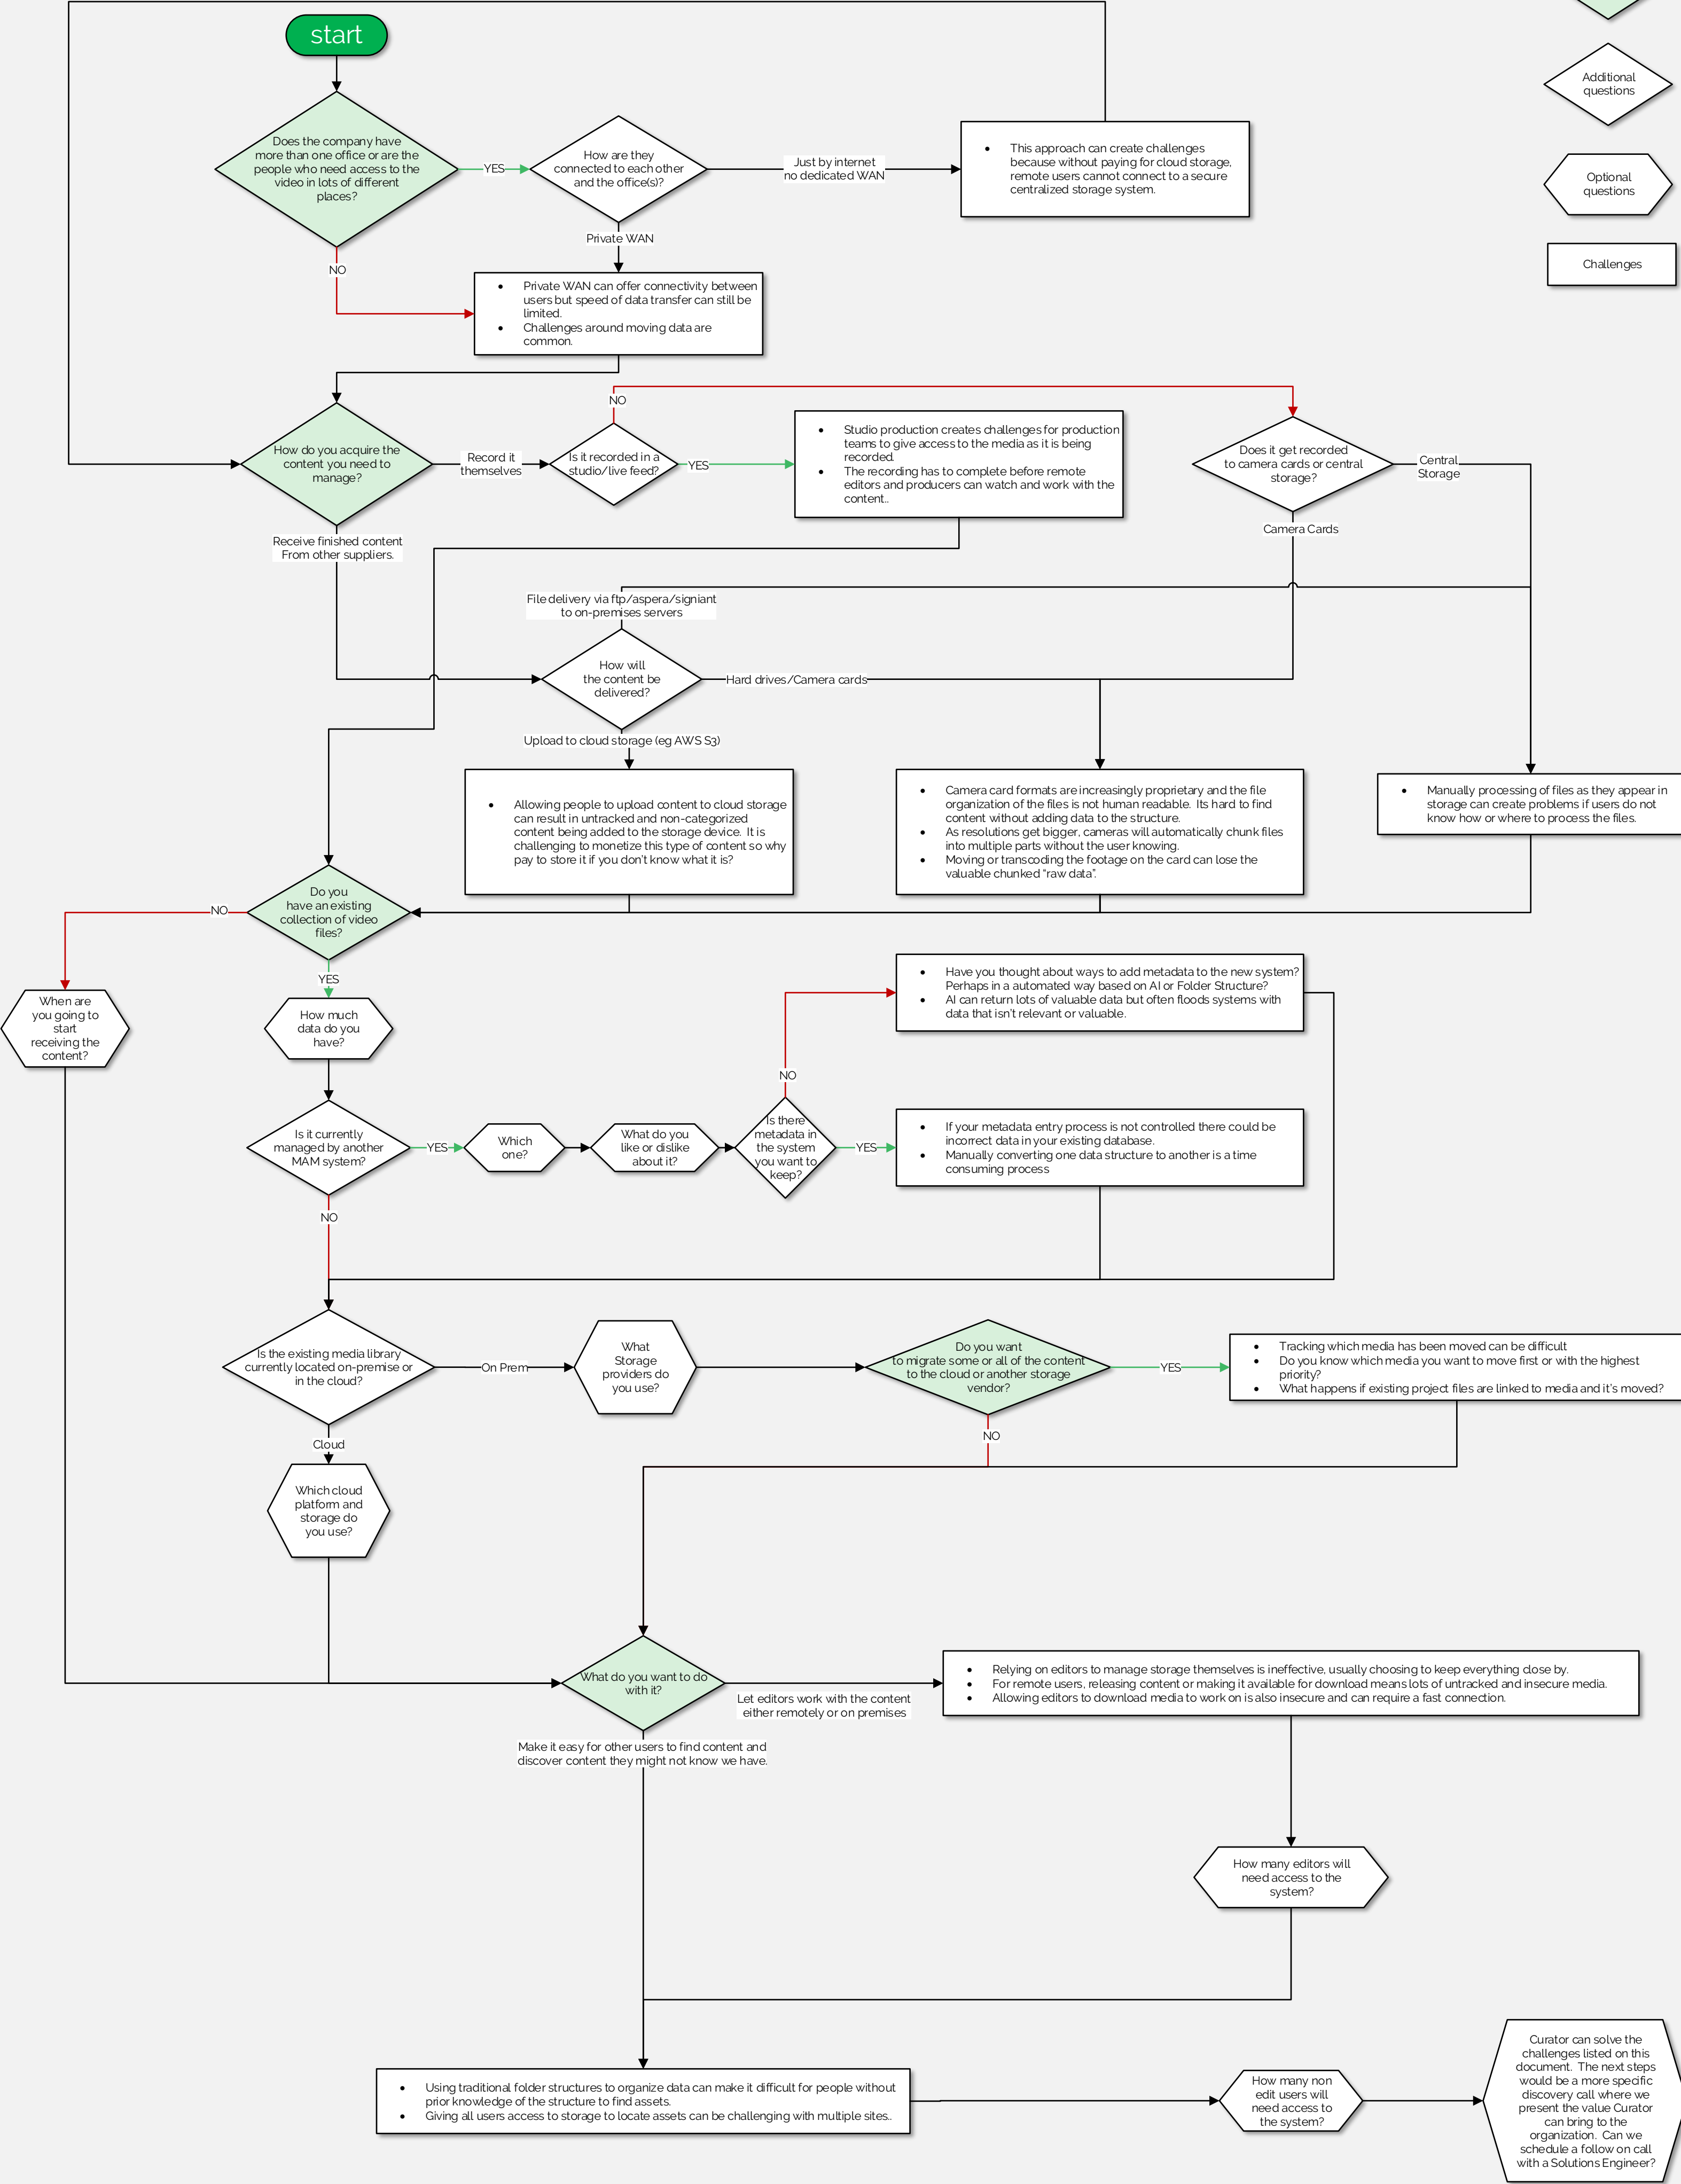 start
Does the company have
more than one office or are the
people who need access to the
video in lots of different
places?
YES
How are they
connected to each other
and the office(s)?
Just by internet
no dedicated WAN
• This approach can create challenges
because without paying for cloud storage,
remote users cannot connect to a secure
centralized storage system.
Additional
questions
Optional
questions
Challenges
Private WAN
NO
• Private WAN can offer connectivity between
users but speed of data transfer can still be
limited.
• Challenges around moving data are
common.
How do you acquire the
content you need to
manage?
Record it
themselves
NO
Is it recorded in a
studio/live feed?
YES
• Studio production creates challenges for production
teams to give access to the media as it is being
recorded.
• The recording has to complete before remote
editors and producers can watch and work with the
content..
Does it get recorded
to camera cards or central
storage?
Central
Storage
Camera Cards
Receive finished content
From other suppliers.
File delivery via ftp/aspera/signiant
to on-premises servers
How will
the content be
delivered?
Hard drives/Camera cards
Upload to cloud storage (eg AWS S3)
• Allowing people to upload content to cloud storage
can result in untracked and non-categorized
content being added to the storage device. It is
challenging to monetize this type of content so why
pay to store it if you don't know what it is?
• Camera card formats are increasingly proprietary and the file
organization of the files is not human readable. Its hard to find
content without adding data to the structure.
• As resolutions get bigger, cameras will automatically chunk files
into multiple parts without the user knowing.
• Moving or transcoding the footage on the card can lose the
valuable chunked "raw data".
• Manually processing of files as they appear in
storage can create problems if users do not
know how or where to process the files.
Do you
have an existing
collection of video
files?
NO
YES
When are
you going to
start
receiving the
content?
How much
data do you
have?
• Have you thought about ways to add metadata to the new system?
Perhaps in a automated way based on AI or Folder Structure?
• AI can return lots of valuable data but often floods systems with
data that isn't relevant or valuable.
NO
Is it currently
managed by another
MAM system?
YES
Which
one?
What do you
like or dislike
about it?
Is there
metadata in
the system
you want to
keep?
YES
• If your metadata entry process is not controlled there could be
incorrect data in your existing database.
• Manually converting one data structure to another is a time
consuming process
NO
Is the existing media library
currently located on-premise or
in the cloud?
On Prem
What
Storage
providers do
you use?
Do you want
to migrate some or all of the content
to the cloud or another storage
vendor?
YES
• Tracking which media has been moved can be difficult
• Do you know which media you want to move first or with the highest
priority?
• What happens if existing project files are linked to media and it's moved?
NO
Cloud
Which cloud
platform and
storage do
you use?
What do you want to do
with it?
Let editors work with the content
either remotely or on premises
• Relying on editors to manage storage themselves is ineffective, usually choosing to keep everything close by.
• For remote users, releasing content or making it available for download means lots of untracked and insecure media.
• Allowing editors to download media to work on is also insecure and can require a fast connection.
Make it easy for other users to find content and
discover content they might not know we have.
How many editors will
need access to the
system?
• Using traditional folder structures to organize data can make it difficult for people without
prior knowledge of the structure to find assets.
• Giving all users access to storage to locate assets can be challenging with multiple sites..
How many non
edit users will
need access to
the system?
Curator can solve the
challenges listed on this
document. The next steps
would be a more specific
discovery call where we
present the value Curator
can bring to the
organization. Can we
schedule a follow on call
with a Solutions Engineer?